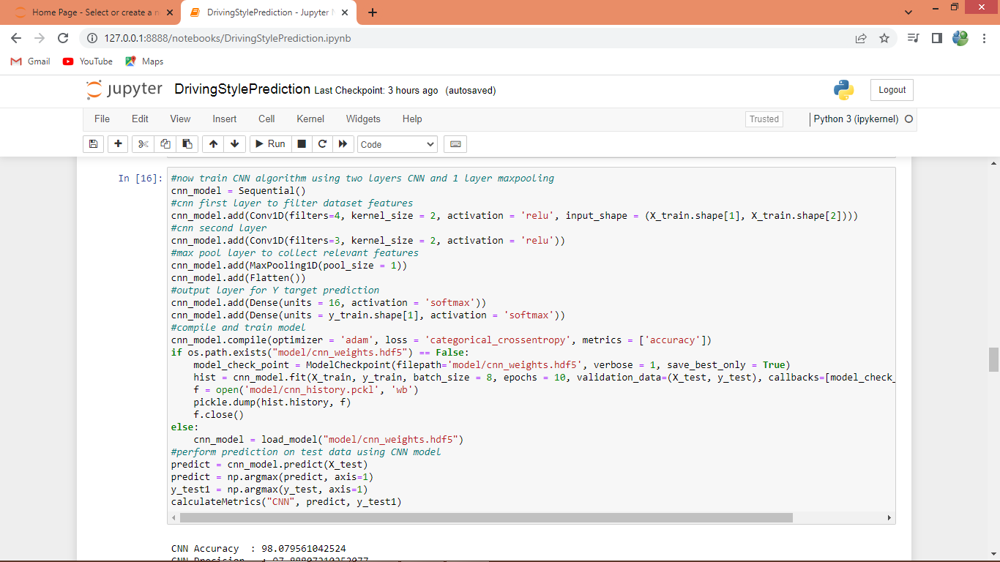 Home Page - Select or create a n
DrivingStylePrediction - Jupyter N
127.0.0.1:8888/notebooks/DrivingStylePrediction.ipynb
Gmail YouTube Maps
jupyter DrivingStylePrediction Last Checkpoint: 3 hours ago (autosaved)
Logout
File Edit View Insert Cell Kernel Widgets Help
Trusted
Python 3 (ipykernel)
Run
Code
In [16]:
#now train CNN algorithm using two layers CNN and 1 layer maxpooling
cnn_model = Sequential()
#cnn first layer to filter dataset features
cnn_model.add(Conv1D(filters=4, kernel_size = 2, activation = 'relu', input_shape = (X_train.shape[1], X_train.shape[2])))
#cnn second layer
cnn_model.add(Conv1D(filters=3, kernel_size = 2, activation = 'relu'))
#max pool layer to collect relevant features
cnn_model.add(MaxPooling1D(pool_size = 1))
cnn_model.add(Flatten())
#output layer for Y target prediction
cnn_model.add(Dense(units = 16, activation = 'softmax'))
cnn_model.add(Dense(units = y_train.shape[1], activation = 'softmax'))
#compile and train model
cnn_model.compile(optimizer = 'adam', loss = 'categorical_crossentropy', metrics = ['accuracy'])
if os.path.exists("model/cnn_weights.hdf5") == False:
    model_check_point = ModelCheckpoint(filepath='model/cnn_weights.hdf5', verbose = 1, save_best_only = True)
    hist = cnn_model.fit(X_train, y_train, batch_size = 8, epochs = 10, validation_data=(X_test, y_test), callbacks=[model_check_
    f = open('model/cnn_history.pckl', 'wb')
    pickle.dump(hist.history, f)
    f.close()
else:
    cnn_model = load_model("model/cnn_weights.hdf5")
#perform prediction on test data using CNN model
predict = cnn_model.predict(X_test)
predict = np.argmax(predict, axis=1)
y_test1 = np.argmax(y_test, axis=1)
calculateMetrics("CNN", predict, y_test1)
CNN Accuracy  : 98.079561042524
CNN Precision :